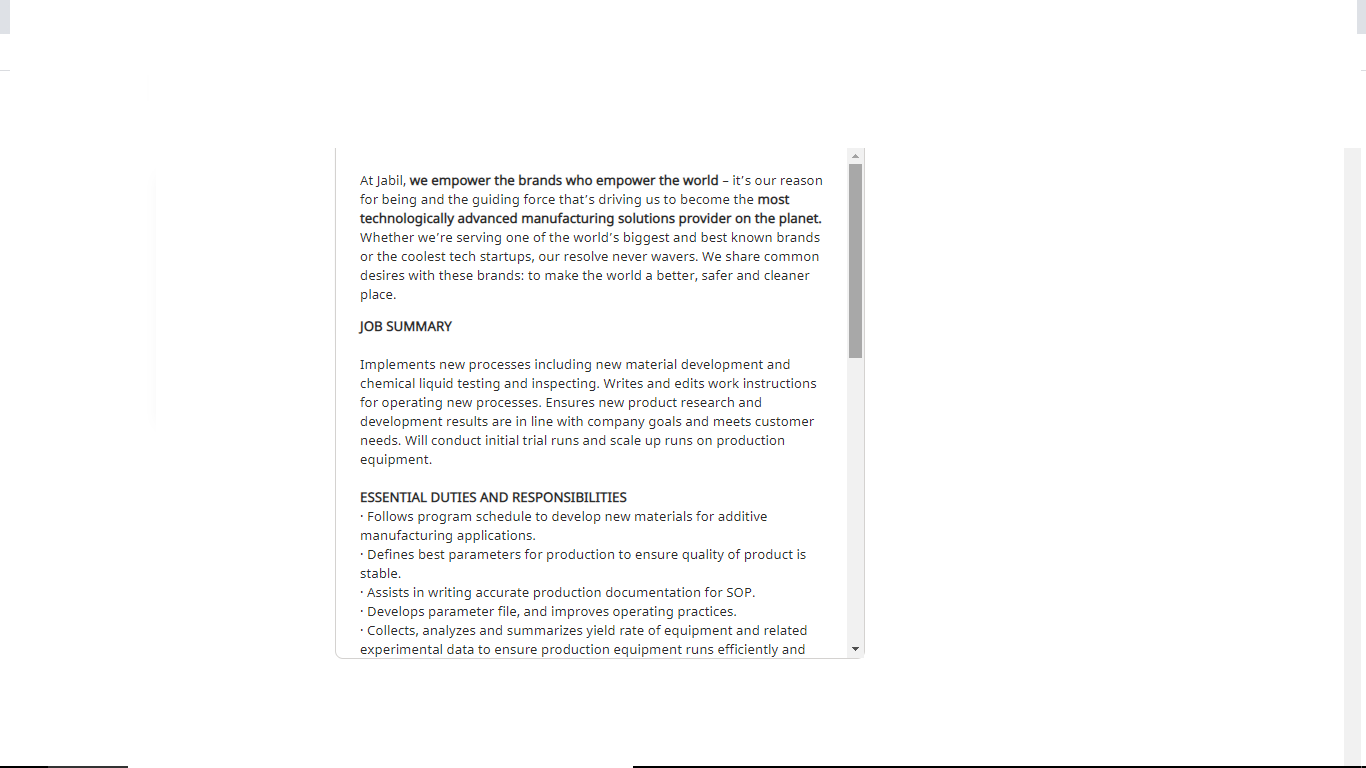 At Jabil, we empower the brands who empower the world – it's our reason
for being and the guiding force that's driving us to become the most
technologically advanced manufacturing solutions provider on the planet.
Whether we're serving one of the world's biggest and best known brands
or the coolest tech startups, our resolve never wavers. We share common
desires with these brands: to make the world a better, safer and cleaner
place.
JOB SUMMARY
Implements new processes including new material development and
chemical liquid testing and inspecting. Writes and edits work instructions
for operating new processes. Ensures new product research and
development results are in line with company goals and meets customer
needs. Will conduct initial trial runs and scale up runs on production
equipment.
ESSENTIAL DUTIES AND RESPONSIBILITIES
· Follows program schedule to develop new materials for additive
manufacturing applications.
· Defines best parameters for production to ensure quality of product is
stable.
· Assists in writing accurate production documentation for SOP.
· Develops parameter file, and improves operating practices.
· Collects, analyzes and summarizes yield rate of equipment and related
experimental data to ensure production equipment runs efficiently and